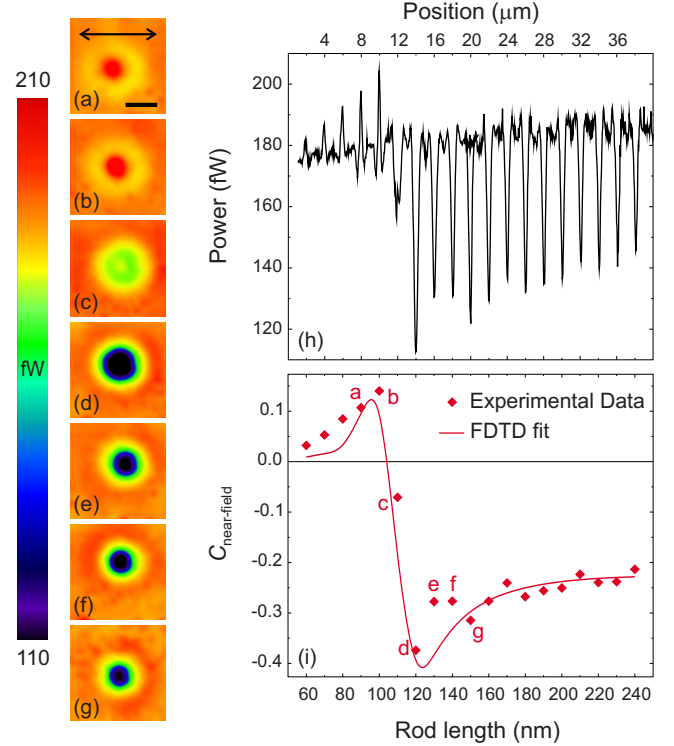 210
fW
110
(a)
(b)
(c)
(d)
(e)
(f)
(g)
Position (μm)
4 8 12 16 20 24 28 32 36
Power (fW)
200
180
160
140
120
(h)
C near-field
0.1
0.0
-0.1
-0.2
-0.3
-0.4
a
b
c
d
e
f
g
Experimental Data
FDTD fit
(i)
60 80 100 120 140 160 180 200 220 240
Rod length (nm)